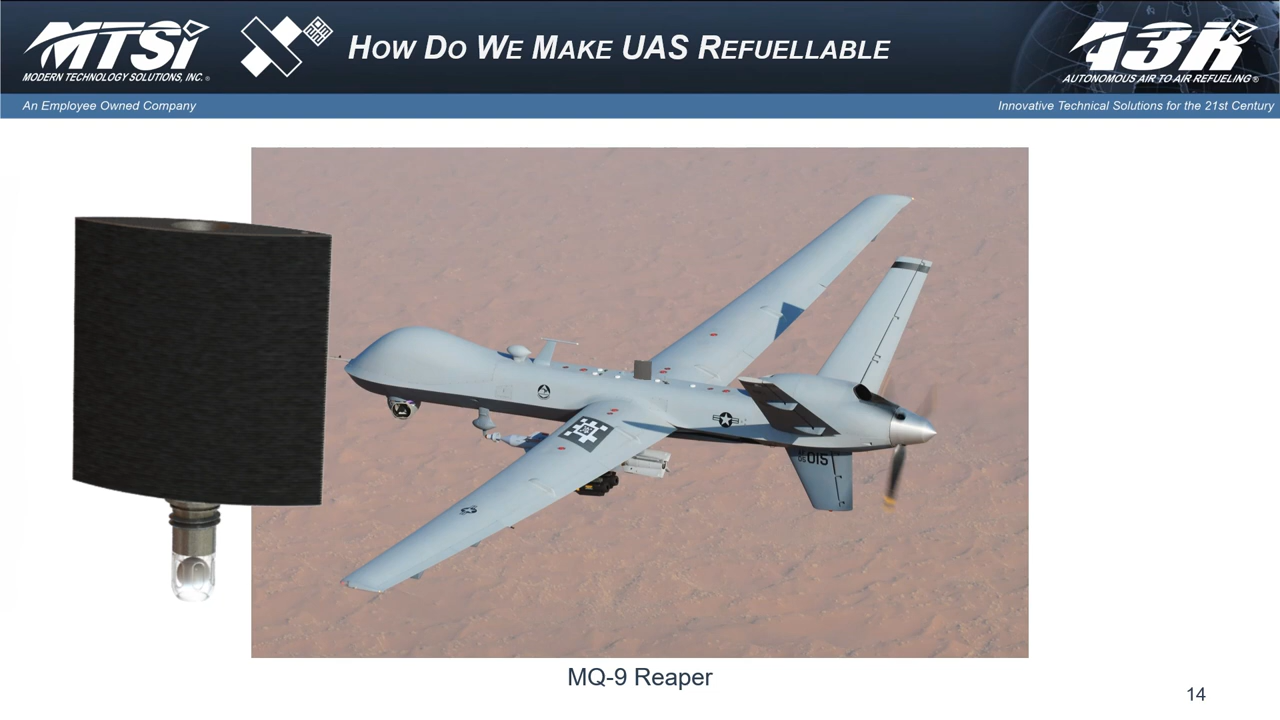 MTSi
MODERN TECHNOLOGY SOLUTIONS, INC.®
HOW DO WE MAKE UAS REFUELLABLE
A3R
AUTONOMOUS AIR TO AIR REFUELING®
An Employee Owned Company
Innovative Technical Solutions for the 21st Century
015
MQ-9 Reaper
14